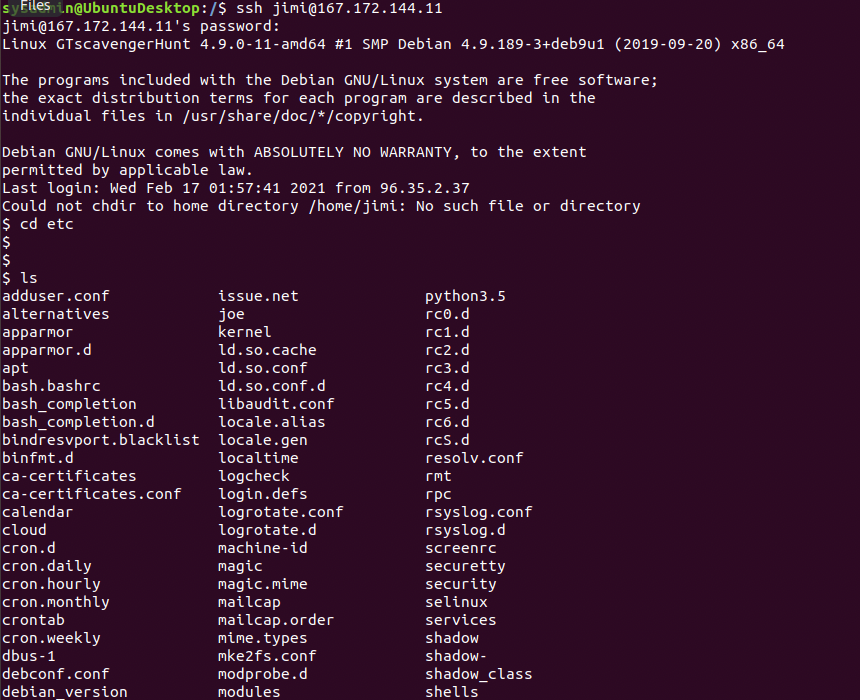 Files
sysadmin@UbuntuDesktop:/$ ssh jimi@167.172.144.11
jimi@167.172.144.11's password:
Linux GTscavengerHunt 4.9.0-11-amd64 #1 SMP Debian 4.9.189-3+deb9u1 (2019-09-20) x86_64
The programs included with the Debian GNU/Linux system are free software;
the exact distribution terms for each program are described in the
individual files in /usr/share/doc/*/copyright.
Debian GNU/Linux comes with ABSOLUTELY NO WARRANTY, to the extent
permitted by applicable law.
Last login: Wed Feb 17 01:57:41 2021 from 96.35.2.37
Could not chdir to home directory /home/jimi: No such file or directory
$ cd etc
$
$
$ ls
adduser.conf issue.net python3.5
alternatives joe rc0.d
apparmor kernel rc1.d
apparmor.d ld.so.cache rc2.d
apt ld.so.conf rc3.d
bash.bashrc ld.so.conf.d rc4.d
bash_completion libaudit.conf rc5.d
bash_completion.d locale.alias rc6.d
bindresvport.blacklist locale.gen rcS.d
binfmt.d localtime resolv.conf
ca-certificates logcheck rmt
ca-certificates.conf login.defs rpc
calendar logrotate.conf rsyslog.conf
cloud logrotate.d rsyslog.d
cron.d machine-id screenrc
cron.daily magic securetty
cron.hourly magic.mime security
cron.monthly mailcap selinux
crontab mailcap.order services
cron.weekly mime.types shadow
dbus-1 mke2fs.conf shadow-
debconf.conf modprobe.d shadow_class
debian_version modules shells